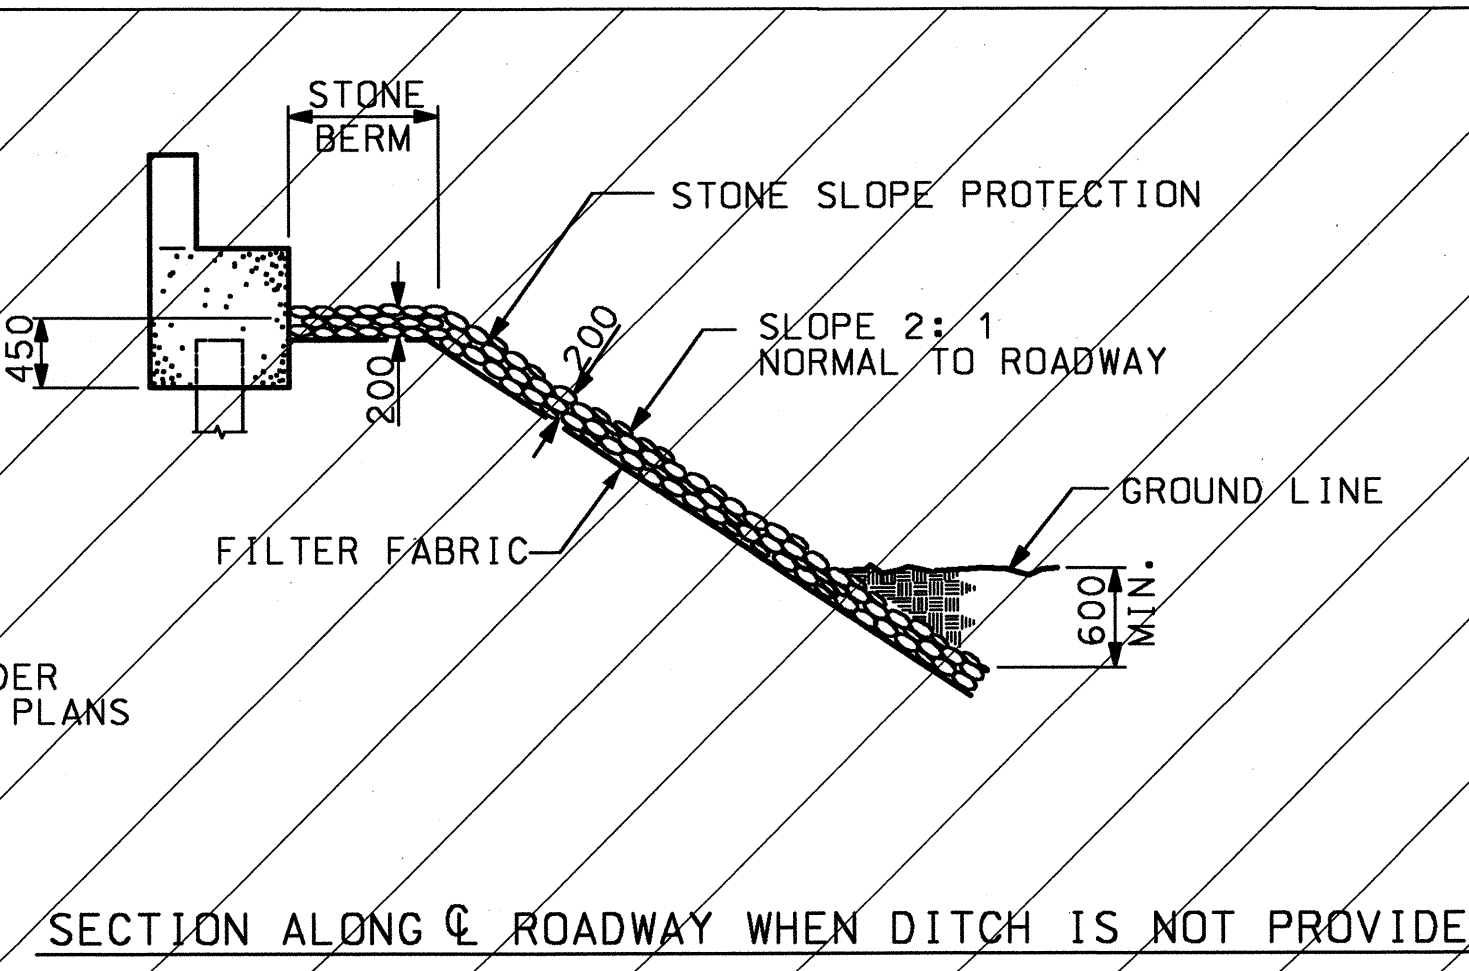 STONE
BERM
STONE SLOPE PROTECTION
450
200
200
SLOPE 2: 1
NORMAL TO ROADWAY
GROUND LINE
FILTER FABRIC
600
MIN.
DER
PLANS
SECTION ALONG ℄ ROADWAY WHEN DITCH IS NOT PROVIDE